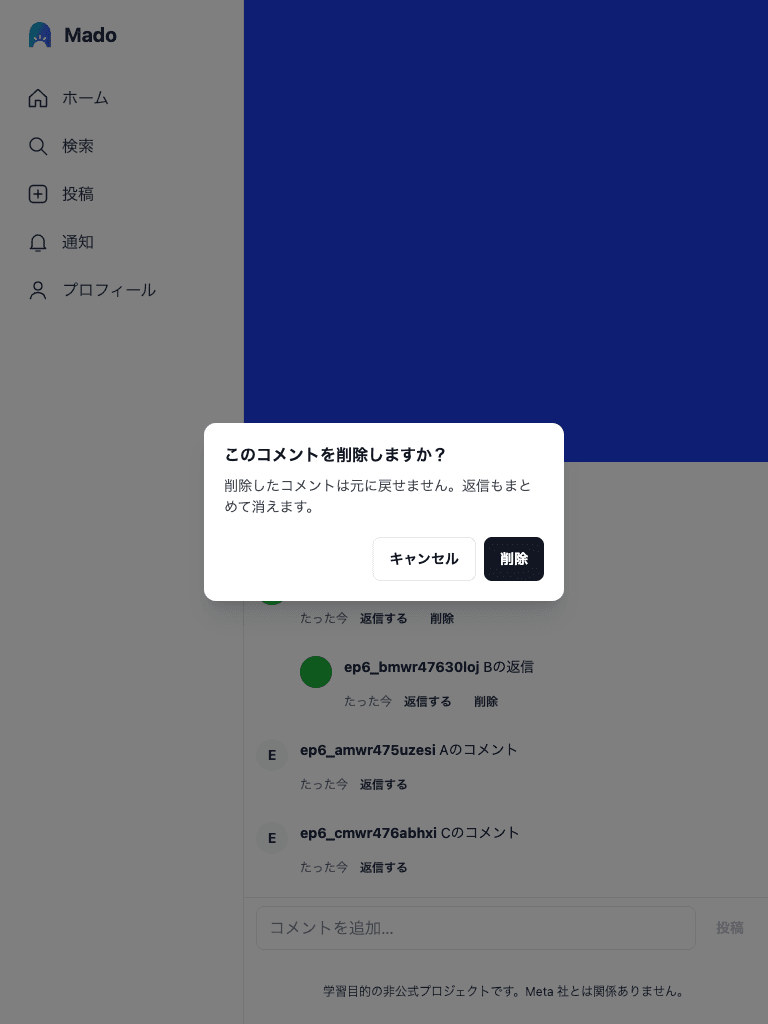 Mado
ホーム
検索
投稿
通知
プロフィール
このコメントを削除しますか？
削除したコメントは元に戻せません。返信もまと
めて消えます。
キャンセル
削除
たった今 返信する 削除
ep6_bmwr47630loj Bの返信
たった今 返信する 削除
E
ep6_amwr475uzesi Aのコメント
たった今 返信する
E
ep6_cmwr476abhxi Cのコメント
たった今 返信する
コメントを追加...
投稿
学習目的の非公式プロジェクトです。Meta 社とは関係ありません。